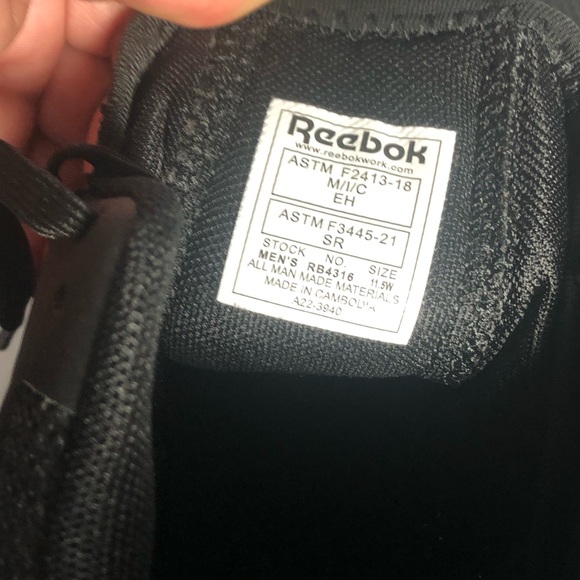 Reebok
www.reebokwork.com
ASTM F2413-18
M/I/C
EH
ASTM F3445-21
SR
STOCK NO. SIZE
MEN'S RB4316 11.5W
ALL MAN MADE MATERIALS
MADE IN CAMBODIA
A22-3940